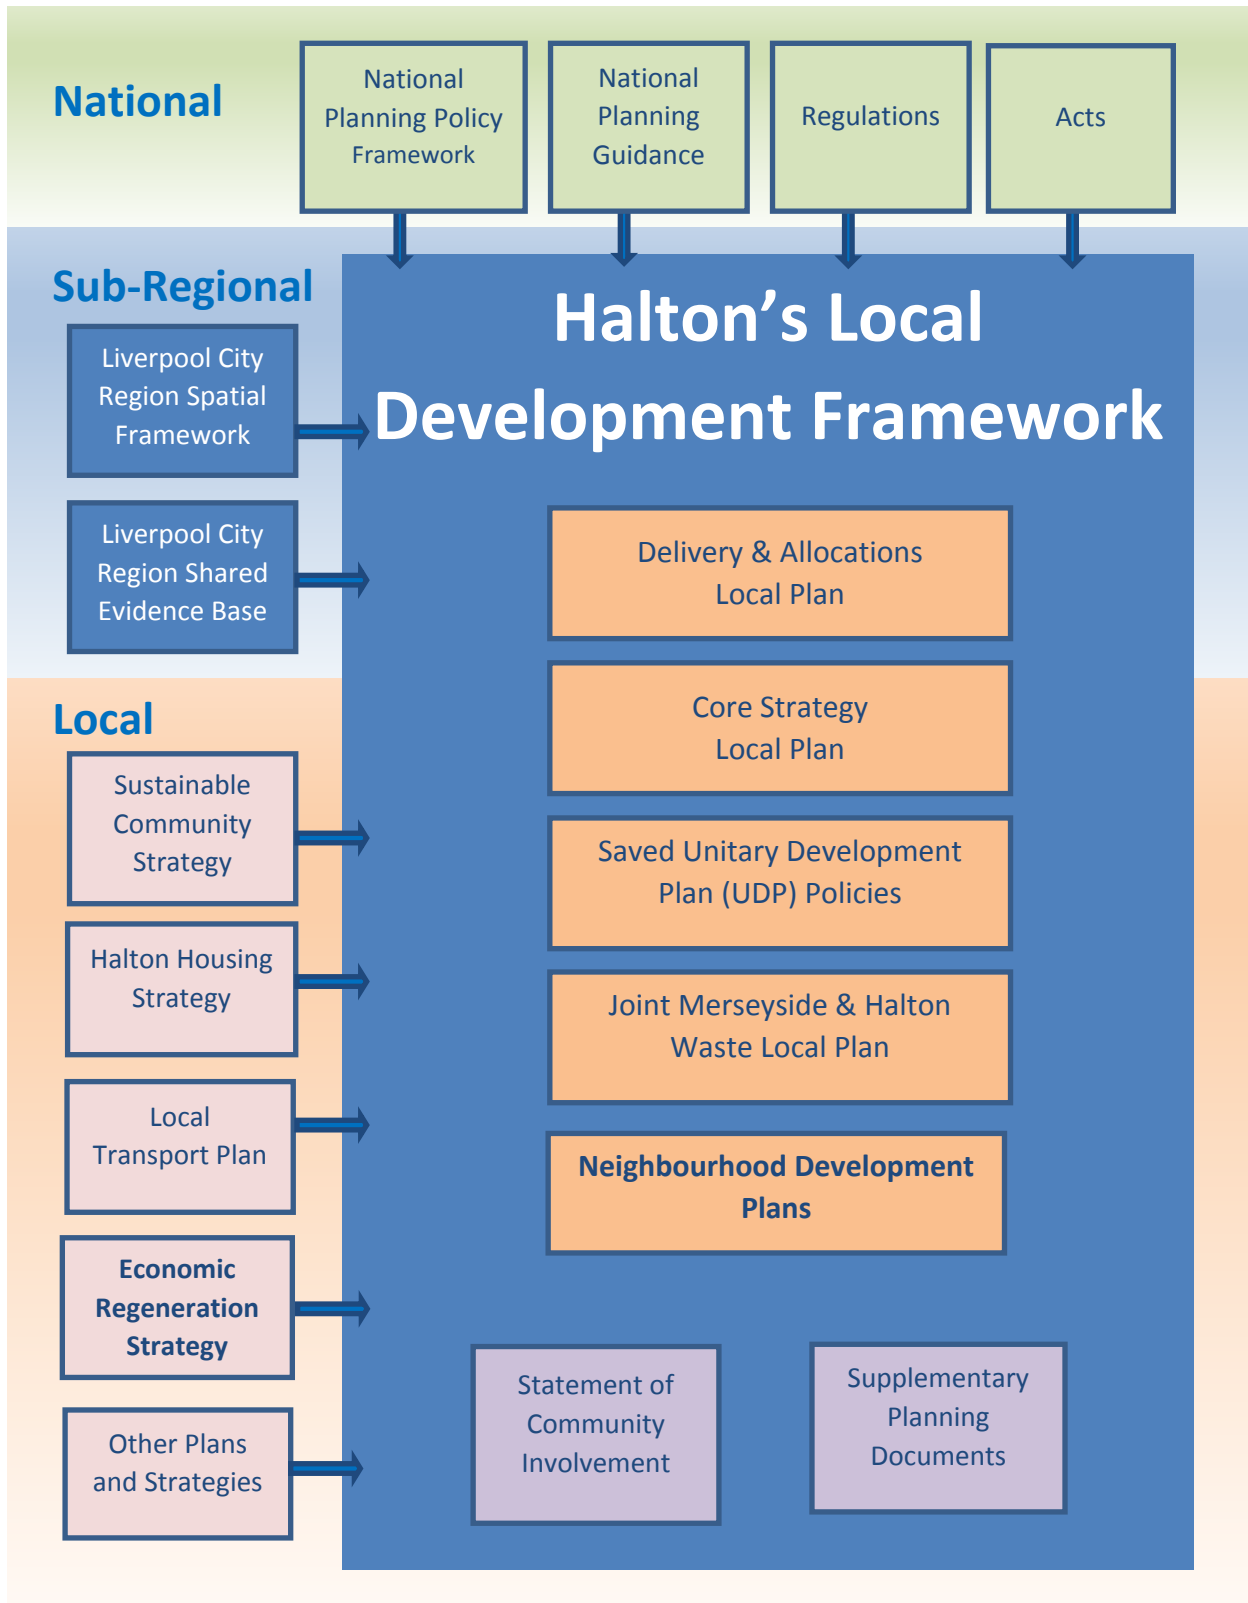 National
National
Planning Policy
Framework
National
Planning
Guidance
Regulations
Acts
Sub-Regional
Liverpool City
Region Spatial
Framework
Liverpool City
Region Shared
Evidence Base
Halton’s Local
Development Framework
Delivery & Allocations
Local Plan
Core Strategy
Local Plan
Saved Unitary Development
Plan (UDP) Policies
Joint Merseyside & Halton
Waste Local Plan
Neighbourhood Development
Plans
Statement of
Community
Involvement
Supplementary
Planning
Documents
Local
Sustainable
Community
Strategy
Halton Housing
Strategy
Local
Transport Plan
Economic
Regeneration
Strategy
Other Plans
and Strategies